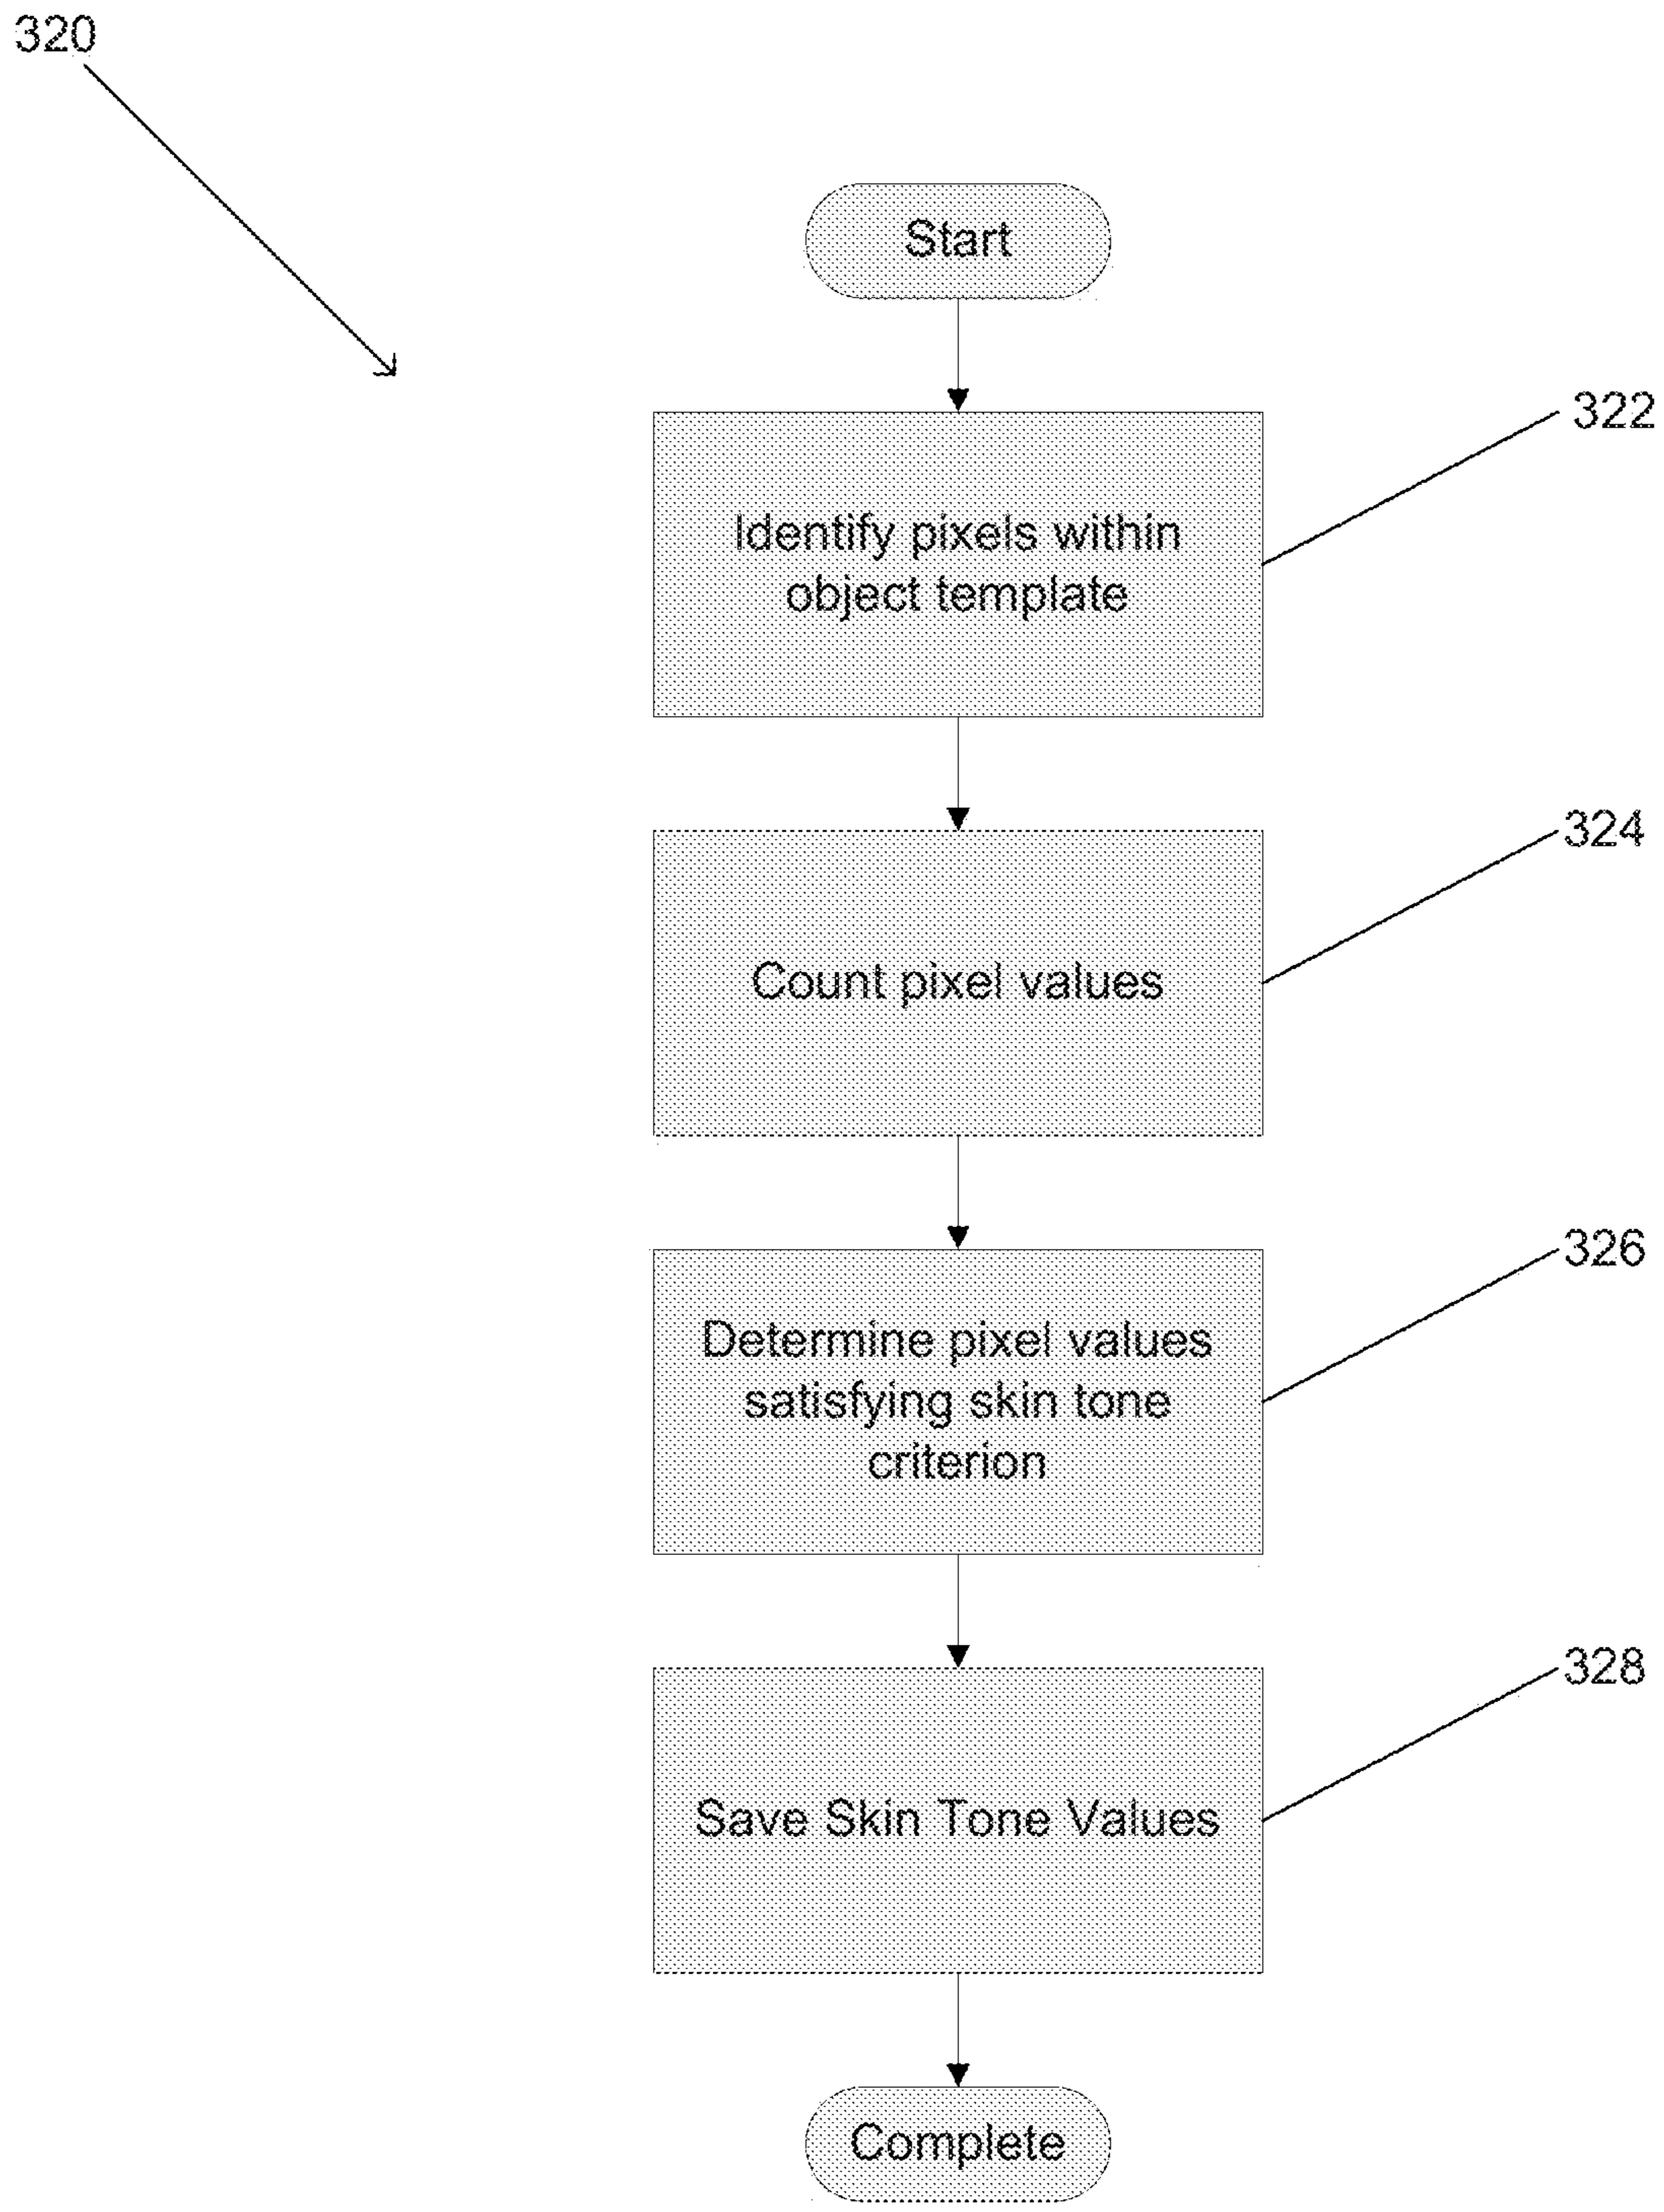 320
Start
322
Identify pixels within
object template
324
Count pixel values
326
Determine pixel values
satisfying skin tone
criterion
328
Save Skin Tone Values
Complete